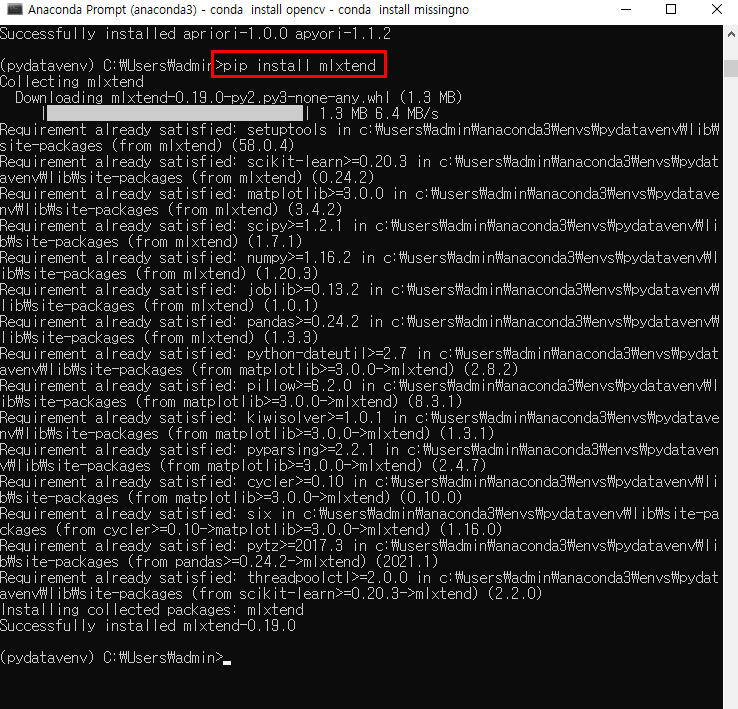 Anaconda Prompt (anaconda3) - conda  install opencv - conda  install missingno
Successfully installed apriori-1.0.0 apyori-1.1.2
(pydatavenv) C:₩Users₩admin>pip install mlxtend
Collecting mlxtend
  Downloading mlxtend-0.19.0-py2.py3-none-any.whl (1.3 MB)
     |                                | 1.3 MB 6.4 MB/s
Requirement already satisfied: setuptools in c:₩users₩admin₩anaconda3₩envs₩pydatavenv₩lib₩
site-packages (from mlxtend) (58.0.4)
Requirement already satisfied: scikit-learn>=0.20.3 in c:₩users₩admin₩anaconda3₩envs₩pydat
avenv₩lib₩site-packages (from mlxtend) (0.24.2)
Requirement already satisfied: matplotlib>=3.0.0 in c:₩users₩admin₩anaconda3₩envs₩pydatave
nv₩lib₩site-packages (from mlxtend) (3.4.2)
Requirement already satisfied: scipy>=1.2.1 in c:₩users₩admin₩anaconda3₩envs₩pydatavenv₩li
b₩site-packages (from mlxtend) (1.7.1)
Requirement already satisfied: numpy>=1.16.2 in c:₩users₩admin₩anaconda3₩envs₩pydatavenv₩l
ib₩site-packages (from mlxtend) (1.20.3)
Requirement already satisfied: joblib>=0.13.2 in c:₩users₩admin₩anaconda3₩envs₩pydatavenv₩
lib₩site-packages (from mlxtend) (1.0.1)
Requirement already satisfied: pandas>=0.24.2 in c:₩users₩admin₩anaconda3₩envs₩pydatavenv₩
lib₩site-packages (from mlxtend) (1.3.3)
Requirement already satisfied: python-dateutil>=2.7 in c:₩users₩admin₩anaconda3₩envs₩pydat
avenv₩lib₩site-packages (from matplotlib>=3.0.0->mlxtend) (2.8.2)
Requirement already satisfied: pillow>=6.2.0 in c:₩users₩admin₩anaconda3₩envs₩pydatavenv₩l
ib₩site-packages (from matplotlib>=3.0.0->mlxtend) (8.3.1)
Requirement already satisfied: kiwisolver>=1.0.1 in c:₩users₩admin₩anaconda3₩envs₩pydatave
nv₩lib₩site-packages (from matplotlib>=3.0.0->mlxtend) (1.3.1)
Requirement already satisfied: pyparsing>=2.2.1 in c:₩users₩admin₩anaconda3₩envs₩pydataven
v₩lib₩site-packages (from matplotlib>=3.0.0->mlxtend) (2.4.7)
Requirement already satisfied: cycler>=0.10 in c:₩users₩admin₩anaconda3₩envs₩pydatavenv₩li
b₩site-packages (from matplotlib>=3.0.0->mlxtend) (0.10.0)
Requirement already satisfied: six in c:₩users₩admin₩anaconda3₩envs₩pydatavenv₩lib₩site-pa
ckages (from cycler>=0.10->matplotlib>=3.0.0->mlxtend) (1.16.0)
Requirement already satisfied: pytz>=2017.3 in c:₩users₩admin₩anaconda3₩envs₩pydatavenv₩li
b₩site-packages (from pandas>=0.24.2->mlxtend) (2021.1)
Requirement already satisfied: threadpoolctl>=2.0.0 in c:₩users₩admin₩anaconda3₩envs₩pydat
avenv₩lib₩site-packages (from scikit-learn>=0.20.3->mlxtend) (2.2.0)
Installing collected packages: mlxtend
Successfully installed mlxtend-0.19.0
(pydatavenv) C:₩Users₩admin>